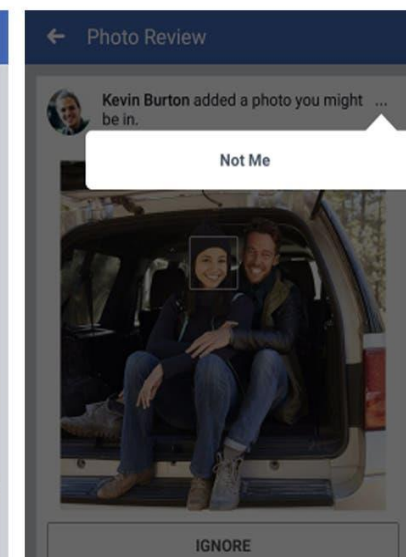 Photo Review
Kevin Burton added a photo you might ...
be in.
Not Me
IGNORE